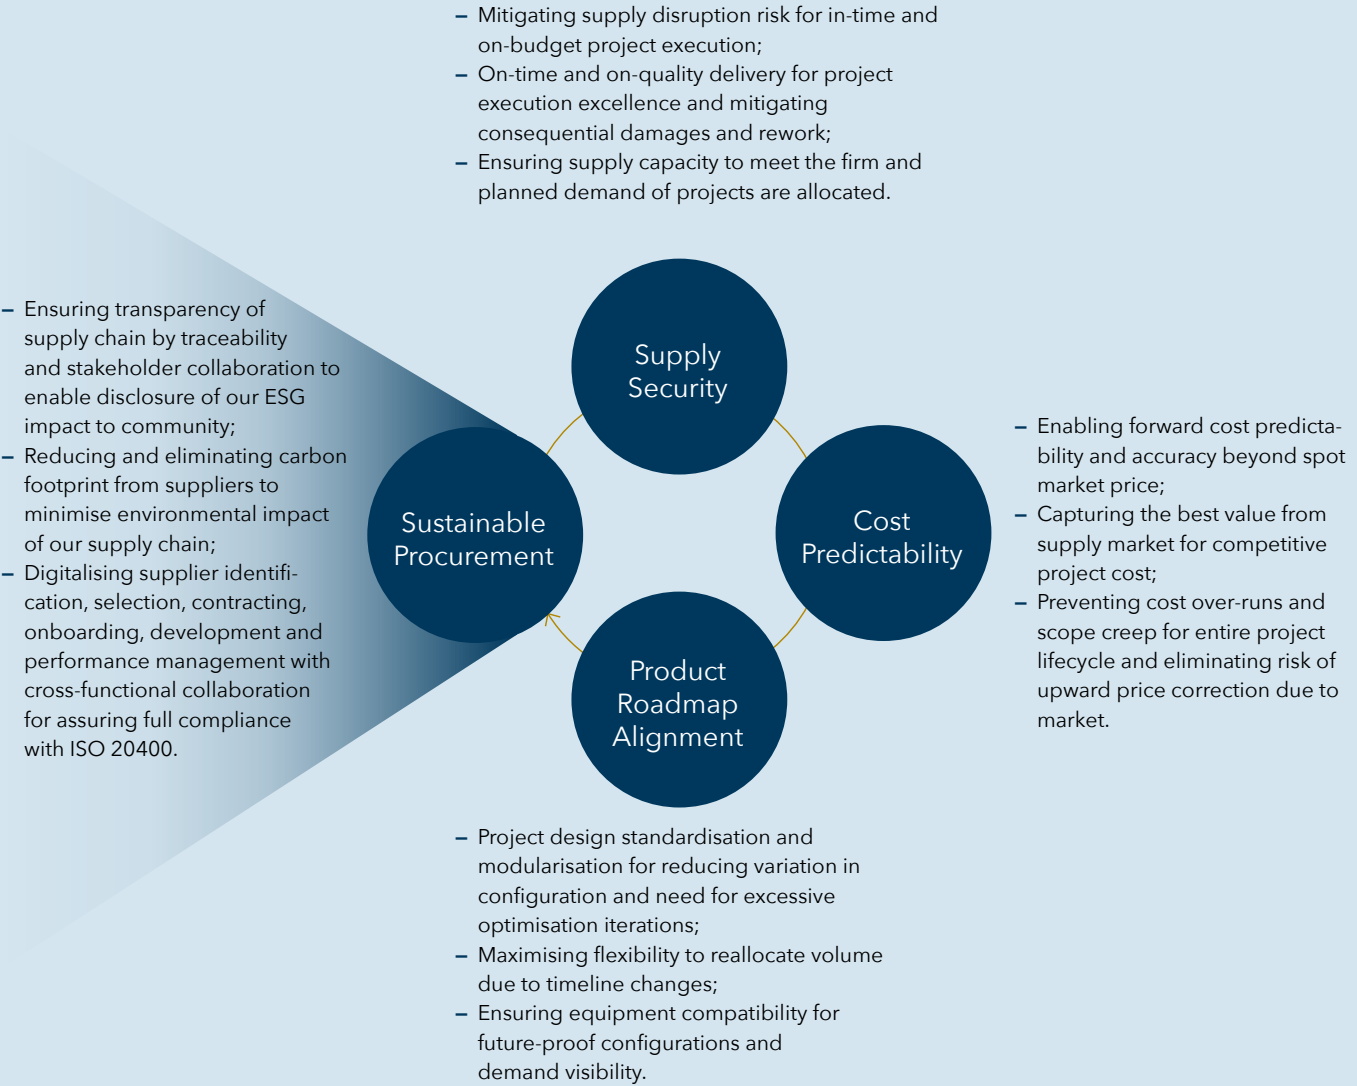 – Mitigating supply disruption risk for in-time and
on-budget project execution;
– On-time and on-quality delivery for project
execution excellence and mitigating
consequential damages and rework;
– Ensuring supply capacity to meet the firm and
planned demand of projects are allocated.
Supply
Security
– Ensuring transparency of
supply chain by traceability
and stakeholder collaboration to
enable disclosure of our ESG
impact to community;
– Reducing and eliminating carbon
footprint from suppliers to
minimise environmental impact
of our supply chain;
– Digitalising supplier identifi-
cation, selection, contracting,
onboarding, development and
performance management with
cross-functional collaboration
for assuring full compliance
with ISO 20400.
Sustainable
Procurement
Cost
Predictability
– Enabling forward cost predicta-
bility and accuracy beyond spot
market price;
– Capturing the best value from
supply market for competitive
project cost;
– Preventing cost over-runs and
scope creep for entire project
lifecycle and eliminating risk of
upward price correction due to
market.
Product
Roadmap
Alignment
– Project design standardisation and
modularisation for reducing variation in
configuration and need for excessive
optimisation iterations;
– Maximising flexibility to reallocate volume
due to timeline changes;
– Ensuring equipment compatibility for
future-proof configurations and
demand visibility.